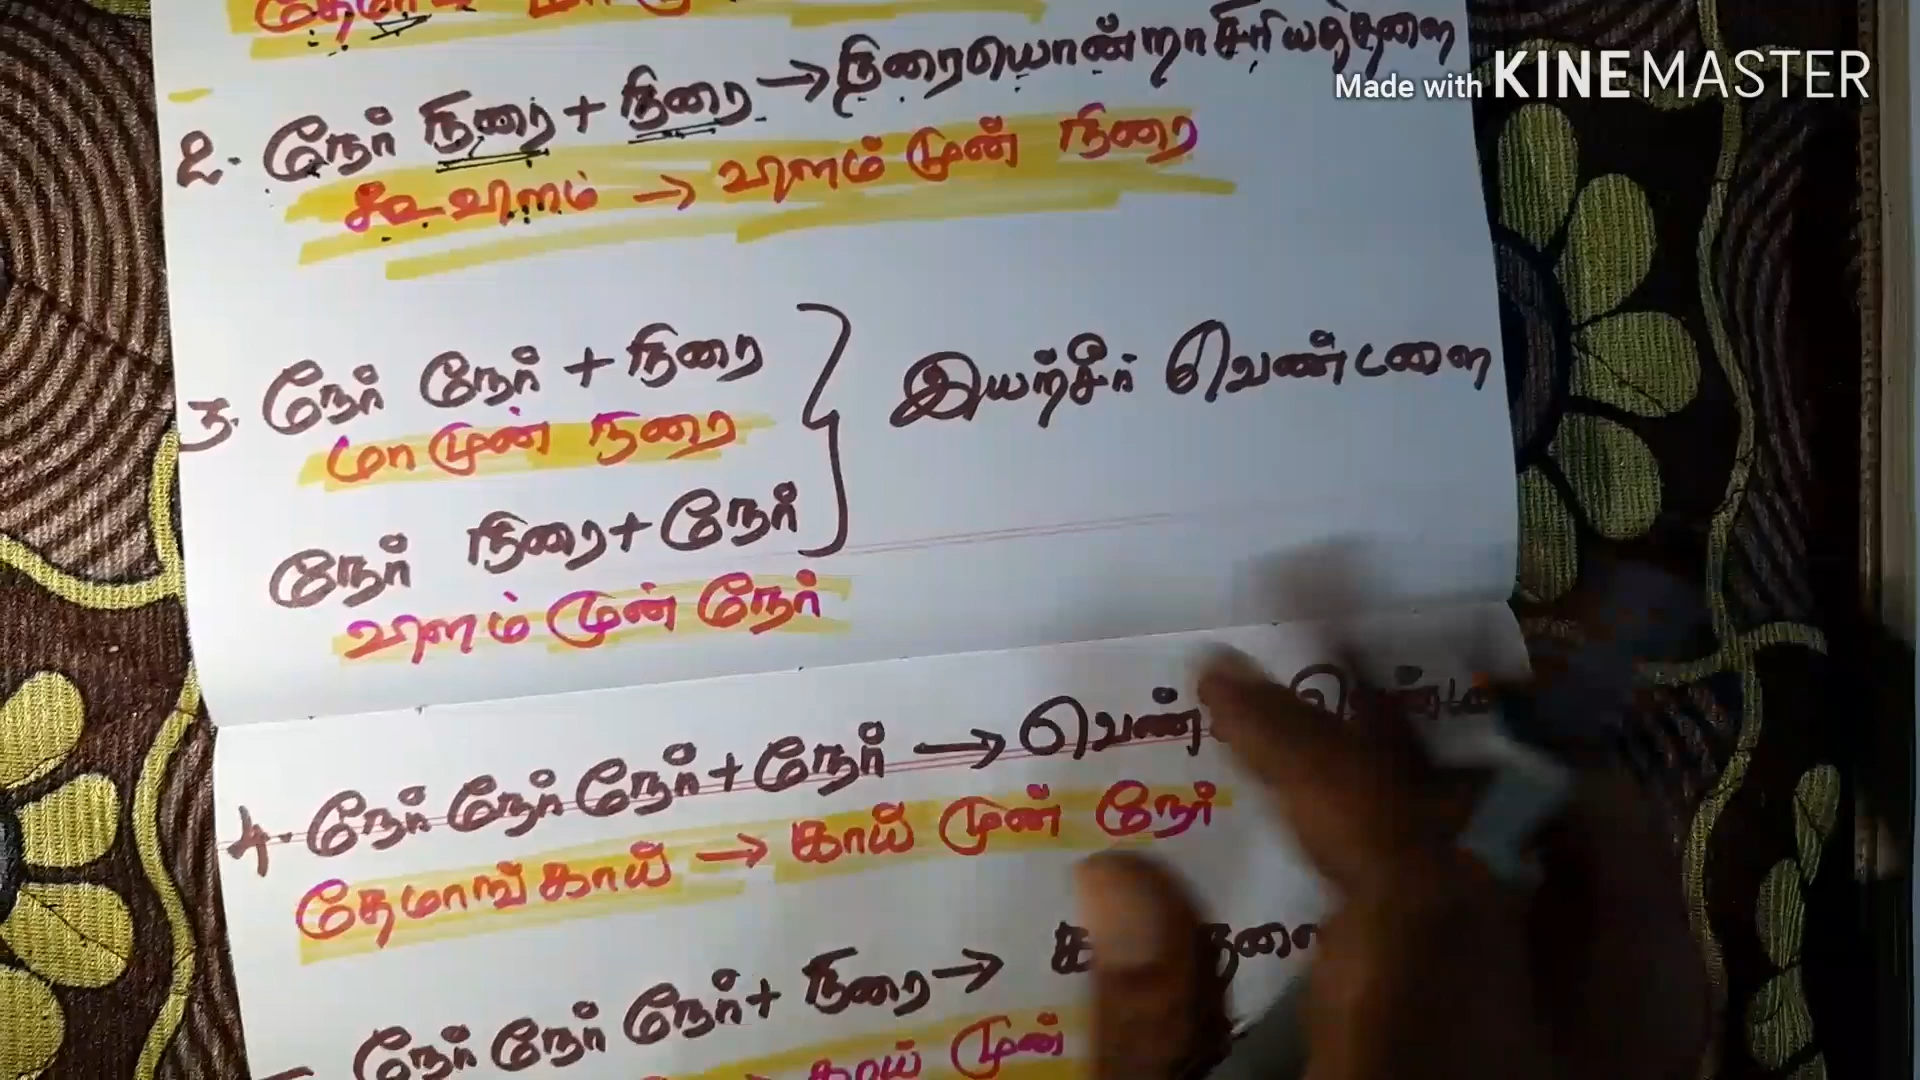 தேமா
Made with KINEMASTER
2. நேர் நிரை + நிரை → நிரையொன்றாசிரியத்தளை
கூவிளம் → விளம் முன் நிரை
3. நேர் நேர் + நிரை
மா முன் நிரை
இயற்சீர் வெண்டளை
நேர் நிரை + நேர்
விளம் முன் நேர்
4. நேர் நேர் நேர் + நேர் → வெண்
தேமாங்காய் → காய் முன் நேர்
நேர் நேர் நேர் + நிரை →
காய் முன்